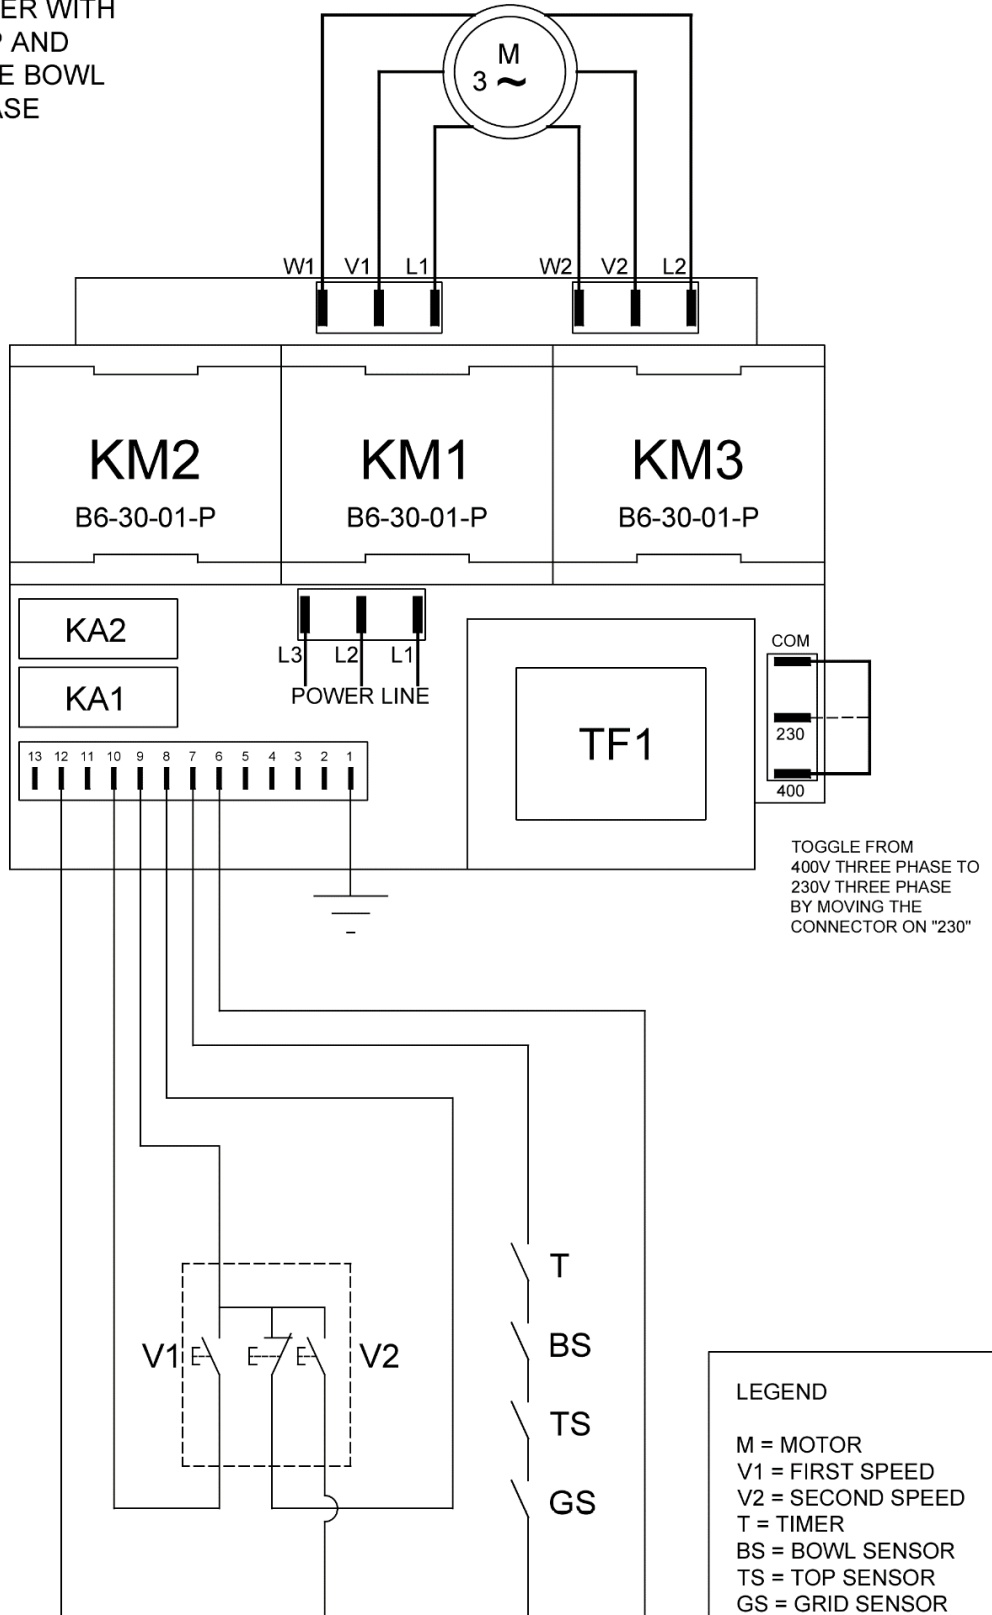 ER WITH
P AND
E BOWL
ASE
M
3 ~
W1 V1 L1 W2 V2 L2
KM2 KM1 KM3
B6-30-01-P B6-30-01-P B6-30-01-P
KA2
KA1
L3 L2 L1
POWER LINE
TF1
COM
230
400
13 12 11 10 9 8 7 6 5 4 3 2 1
TOGGLE FROM
400V THREE PHASE TO
230V THREE PHASE
BY MOVING THE
CONNECTOR ON "230"
T
BS
V1 V2
TS
GS
LEGEND
M = MOTOR
V1 = FIRST SPEED
V2 = SECOND SPEED
T = TIMER
BS = BOWL SENSOR
TS = TOP SENSOR
GS = GRID SENSOR